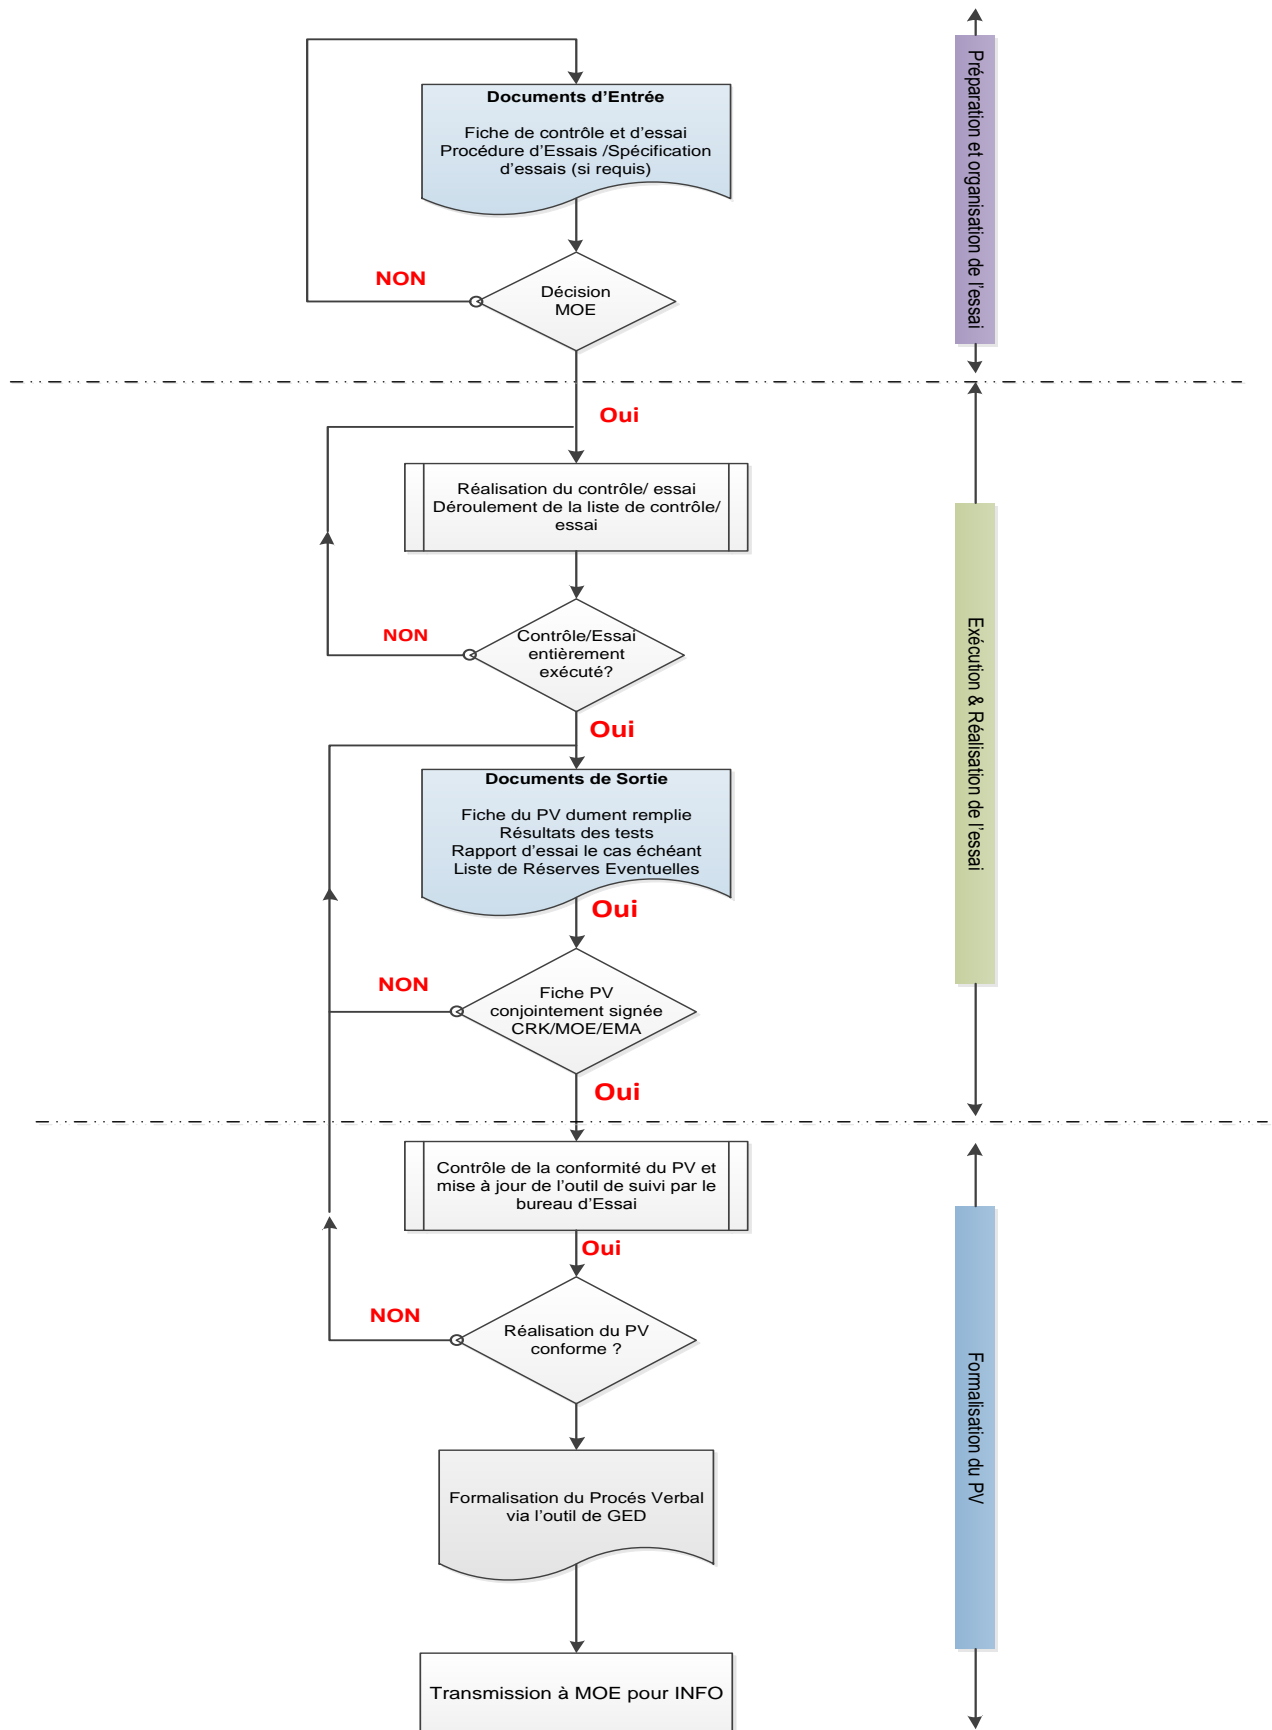 Documents d'Entrée
Fiche de contrôle et d'essai
Procédure d'Essais /Spécification
d'essais (si requis)
NON
Décision
MOE
Préparation et organisation de l'essai
Oui
Réalisation du contrôle/ essai
Déroulement de la liste de contrôle/
essai
NON
Contrôle/Essai
entièrement
exécuté?
Oui
Documents de Sortie
Fiche du PV dument remplie
Résultats des tests
Rapport d'essai le cas échéant
Liste de Réserves Eventuelles
Oui
NON
Fiche PV
conjointement signée
CRK/MOE/EMA
Oui
Exécution & Réalisation de l'essai
Contrôle de la conformité du PV et
mise à jour de l'outil de suivi par le
bureau d'Essai
Oui
NON
Réalisation du PV
conforme ?
Formalisation du Procés Verbal
via l'outil de GED
Transmission à MOE pour INFO
Formalisation du PV